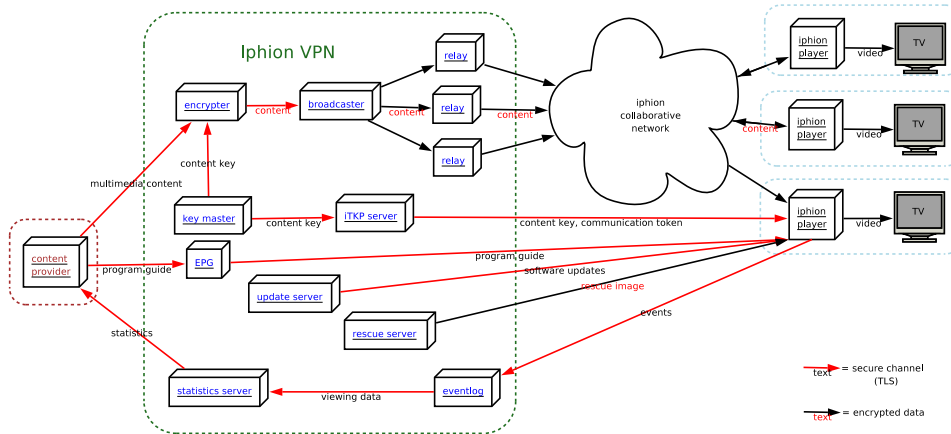 Iphion VPN
relay
iphion
player
video
TV
encrypter
content
broadcaster
content
relay
content
iphion
collaborative
network
content
iphion
player
video
TV
relay
content key
multimedia content
key master
content key
iTKP server
content key, communication token
iphion
player
video
TV
content
provider
program guide
EPG
program guide
software updates
update server
rescue image
rescue server
events
statistics
statistics server
viewing data
eventlog
text
= secure channel
(TLS)
text
= encrypted data